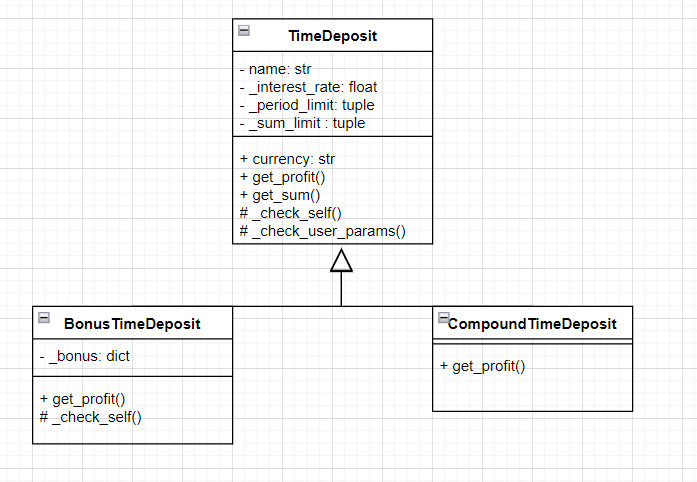 TimeDeposit
- name: str
- _interest_rate: float
- _period_limit: tuple
- _sum_limit : tuple
+ currency: str
+ get_profit()
+ get_sum()
# _check_self()
# _check_user_params()
BonusTimeDeposit
- _bonus: dict
+ get_profit()
# _check_self()
CompoundTimeDeposit
+ get_profit()